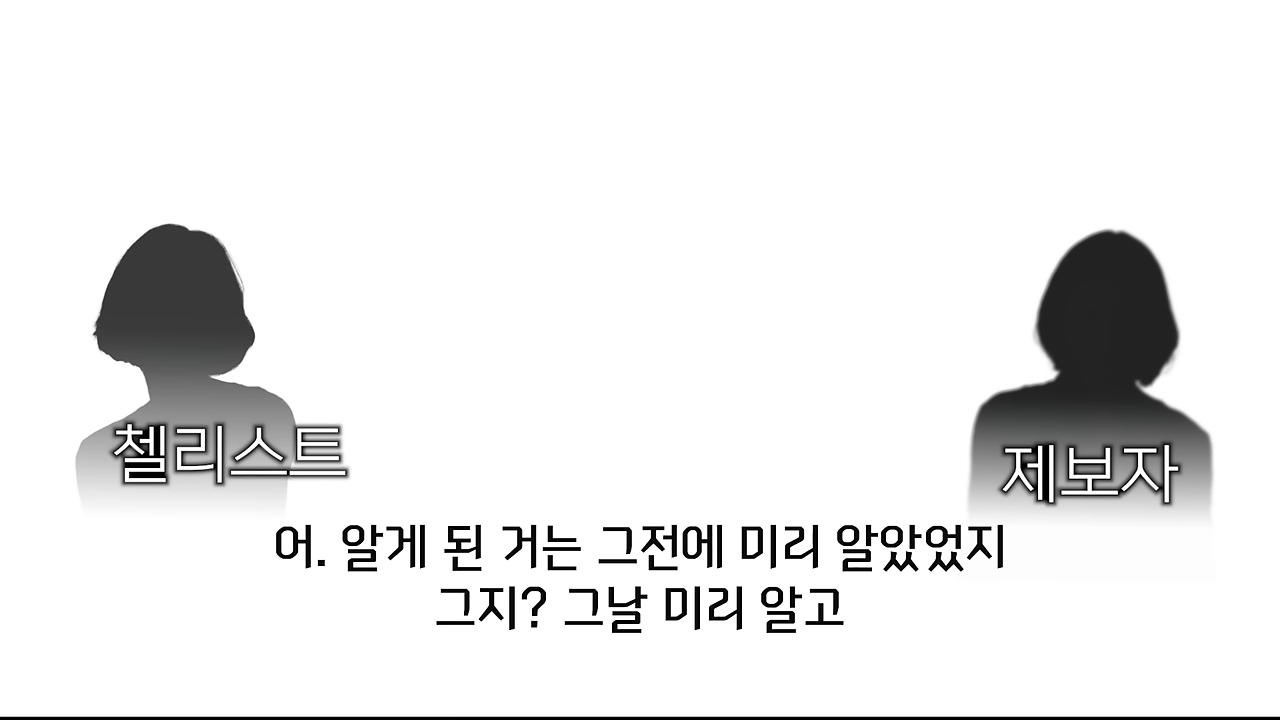 첼리스트
제보자
어. 알게 된 거는 그전에 미리 알았었지
그지? 그날 미리 알고